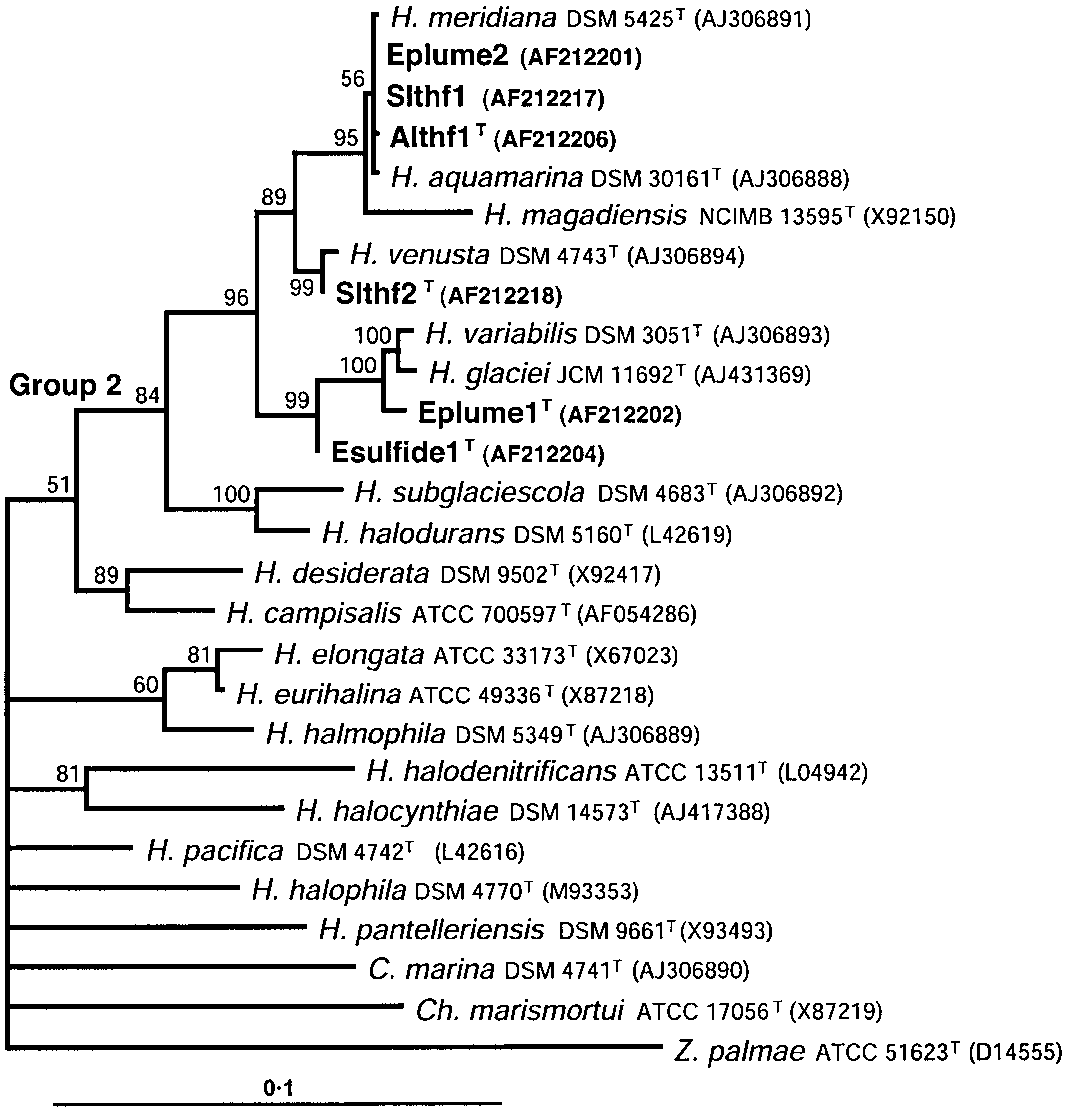 H. meridiana DSM 5425ᵀ (AJ306891)
Eplume2 (AF212201)
56
Slthf1 (AF212217)
95
Althf1 ᵀ (AF212206)
H. aquamarina DSM 30161ᵀ (AJ306888)
89
H. magadiensis NCIMB 13595ᵀ (X92150)
H. venusta DSM 4743ᵀ (AJ306894)
99
Slthf2 ᵀ (AF212218)
96
100
H. variabilis DSM 3051ᵀ (AJ306893)
100
H. glaciei JCM 11692ᵀ (AJ431369)
Group 2
84
99
Eplume1ᵀ (AF212202)
Esulfide1ᵀ (AF212204)
51
100
H. subglaciescola DSM 4683ᵀ (AJ306892)
H. halodurans DSM 5160ᵀ (L42619)
89
H. desiderata DSM 9502ᵀ (X92417)
H. campisalis ATCC 700597ᵀ (AF054286)
81
H. elongata ATCC 33173ᵀ (X67023)
60
H. eurihalina ATCC 49336ᵀ (X87218)
H. halmophila DSM 5349ᵀ (AJ306889)
81
H. halodenitrificans ATCC 13511ᵀ (L04942)
H. halocynthiae DSM 14573ᵀ (AJ417388)
H. pacifica DSM 4742ᵀ (L42616)
H. halophila DSM 4770ᵀ (M93353)
H. pantelleriensis DSM 9661ᵀ (X93493)
C. marina DSM 4741ᵀ (AJ306890)
Ch. marismortui ATCC 17056ᵀ (X87219)
Z. palmae ATCC 51623ᵀ (D14555)
0·1